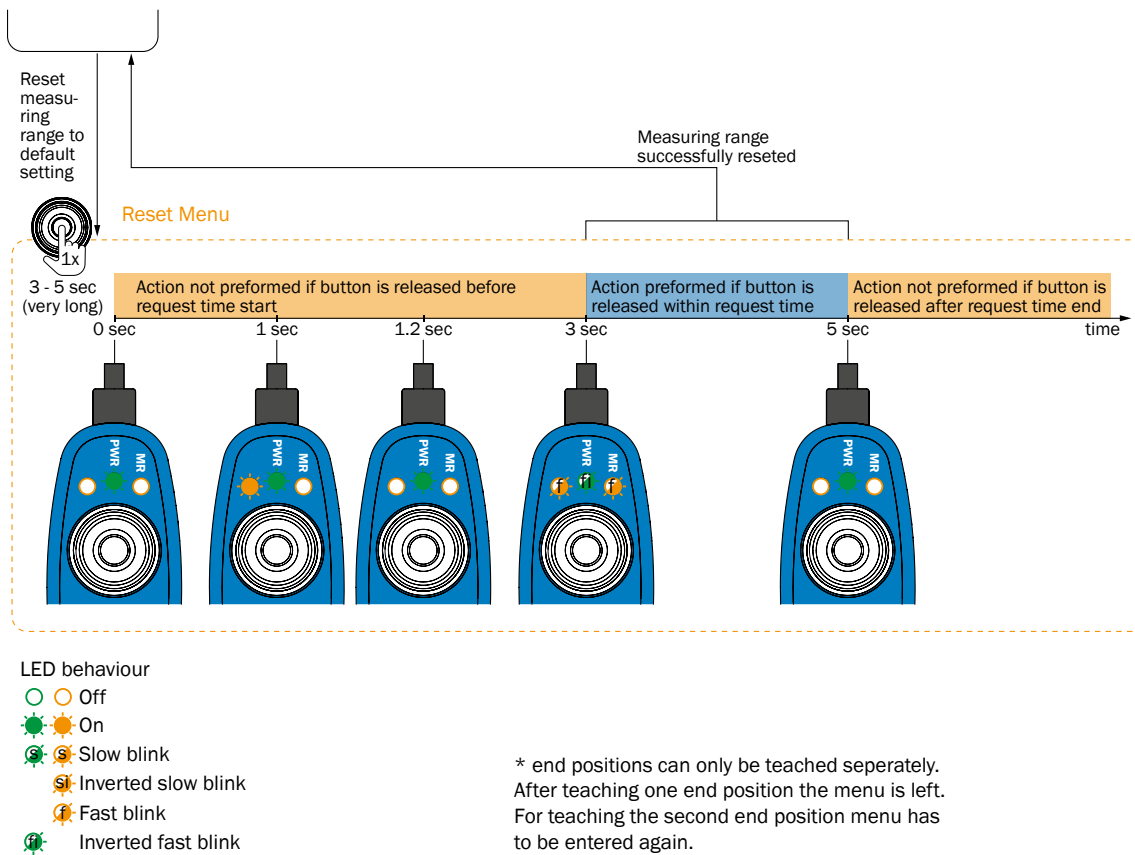 Reset
measu-
ring
range to
default
setting
Measuring range
successfully reseted
Reset Menu
1x
3 - 5 sec
(very long)
Action not preformed if button is released before
request time start
Action preformed if button is
released within request time
Action not preformed if button is
released after request time end
0 sec
1 sec
1.2 sec
3 sec
5 sec
time
PWR
MR
PWR
MR
PWR
MR
PWR
MR
f
fi
f
PWR
MR
LED behaviour
Off
On
s s Slow blink
si Inverted slow blink
f Fast blink
fi Inverted fast blink
* end positions can only be teached seperately.
After teaching one end position the menu is left.
For teaching the second end position menu has
to be entered again.